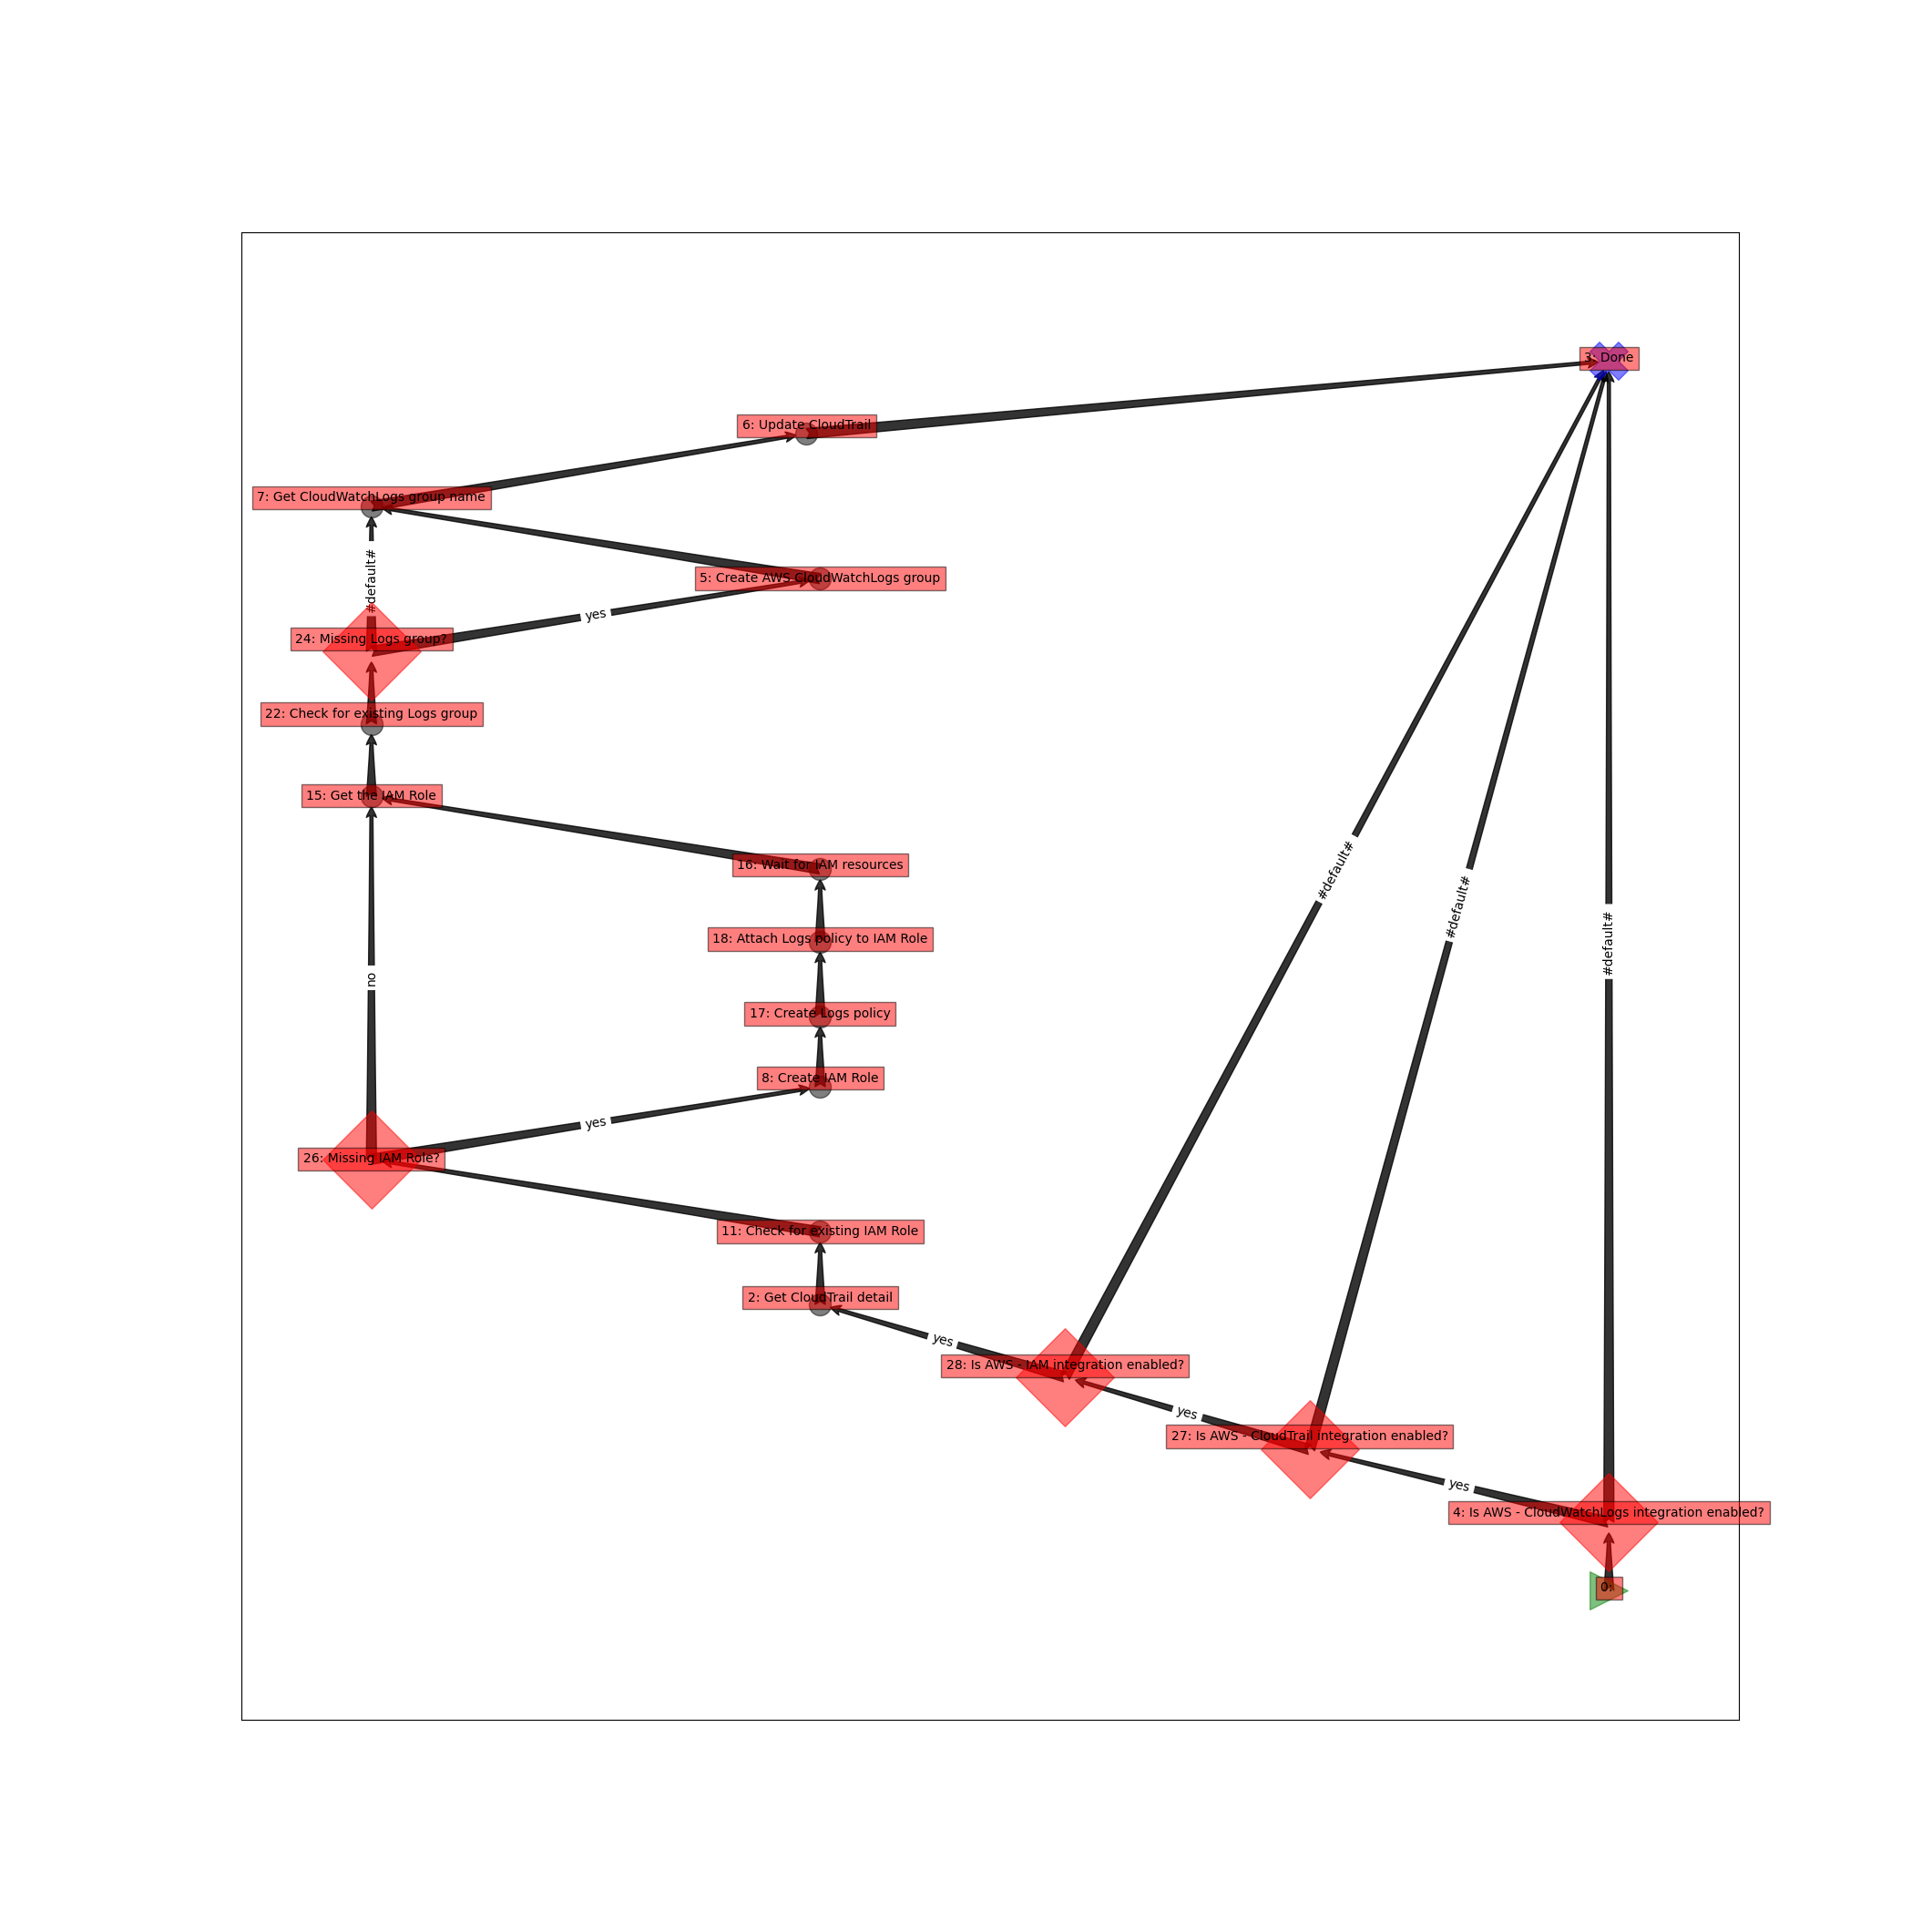 3: Done
6: Update CloudTrail
7: Get CloudWatchLogs group name
#default#
5: Create AWS CloudWatchLogs group
yes
24: Missing Logs group?
22: Check for existing Logs group
15: Get the IAM Role
16: Wait for IAM resources
#default#
#default#
#default#
18: Attach Logs policy to IAM Role
no
17: Create Logs policy
8: Create IAM Role
yes
26: Missing IAM Role?
11: Check for existing IAM Role
2: Get CloudTrail detail
yes
28: Is AWS - IAM integration enabled?
yes
27: Is AWS - CloudTrail integration enabled?
yes
4: Is AWS - CloudWatchLogs integration enabled?
0: